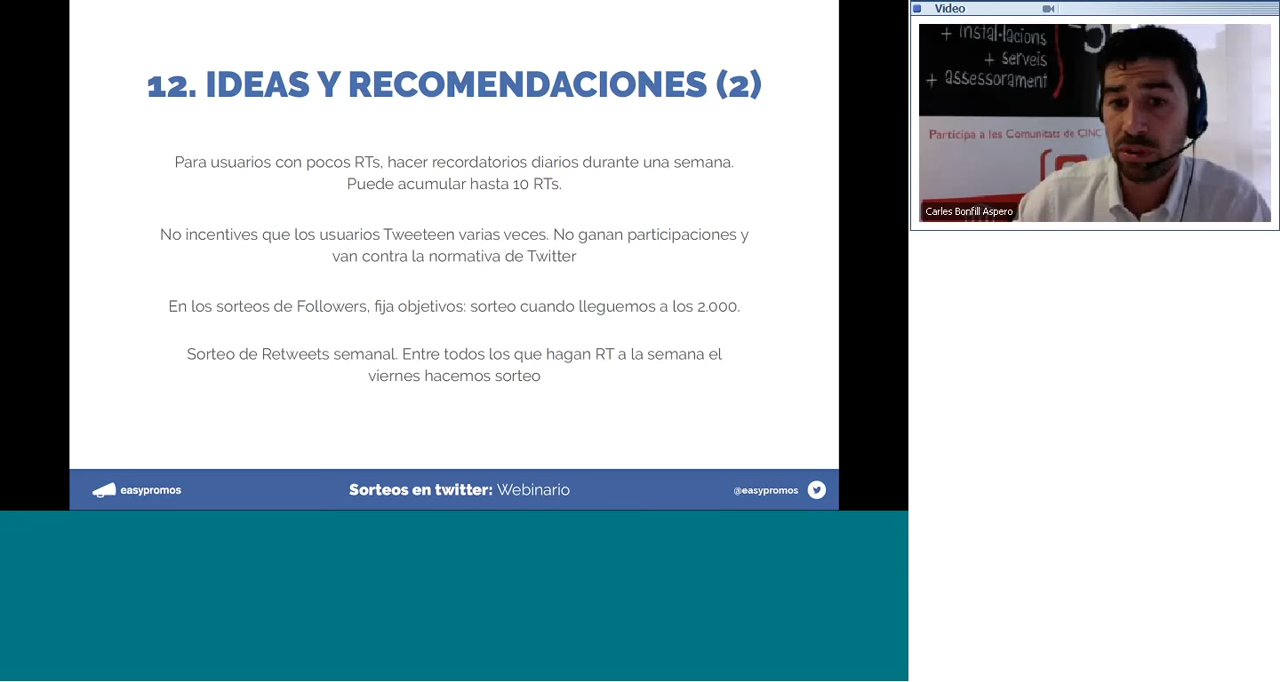 12. IDEAS Y RECOMENDACIONES (2)
Para usuarios con pocos RTs, hacer recordatorios diarios durante una semana.
Puede acumular hasta 10 RTs.
No incentives que los usuarios Tweeteen varias veces. No ganan participaciones y
van contra la normativa de Twitter
En los sorteos de Followers, fija objetivos: sorteo cuando lleguemos a los 2.000.
Sorteo de Retweets semanal. Entre todos los que hagan RT a la semana el
viernes hacemos sorteo
easypromos
Sorteos en twitter: Webinario
@easypromos
Video
+ instal·lacions
+ serveis
+ assessorament
Participa a les Comunitats de CINC
Carles Bonfill Aspero